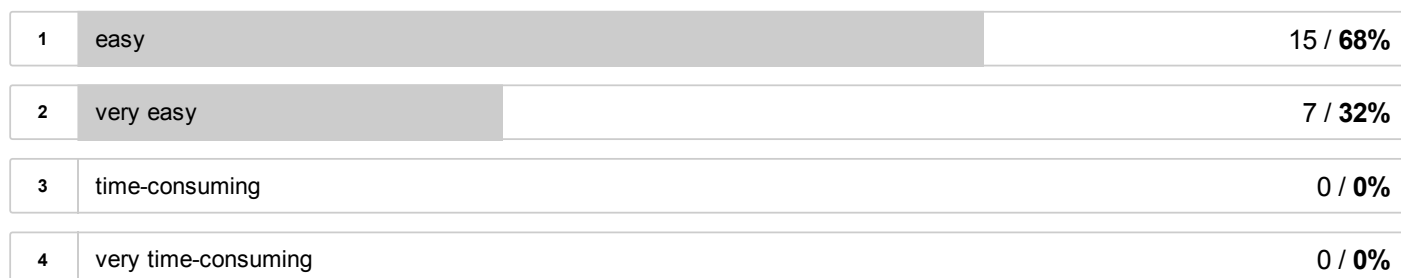 1 easy 15 / 68%
2 very easy 7 / 32%
3 time-consuming 0 / 0%
4 very time-consuming 0 / 0%